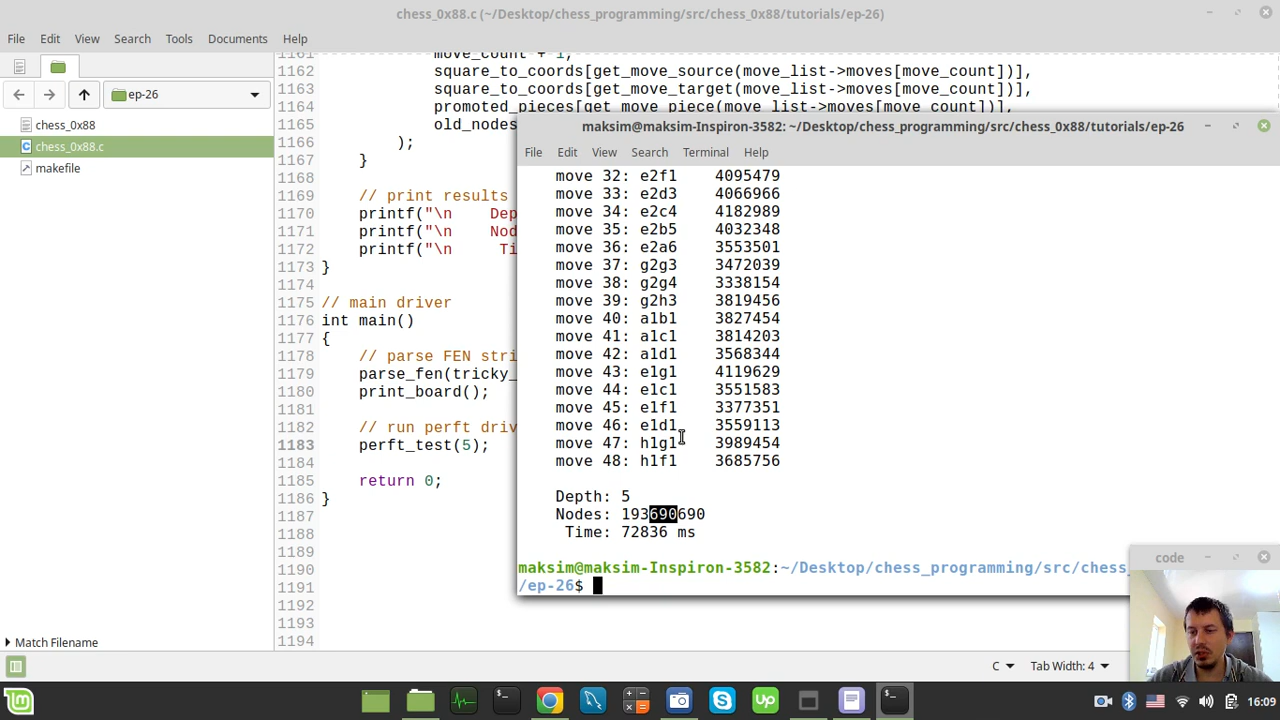 chess_0x88.c (~/Desktop/chess_programming/src/chess_0x88/tutorials/ep-26)
File Edit View Search Tools Documents Help
ep-26
chess_0x88
chess_0x88.c
makefile
Match Filename
1161 move_count + 1,
1162 square_to_coords[get_move_source(move_list->moves[move_count])],
1163 square_to_coords[get_move_target(move_list->moves[move_count])],
1164 promoted_pieces[get_move_piece(move_list->moves[move_count])],
1165 old_nodes
1166 );
1167 }
1168
1169 // print results
1170 printf("\n Dep
1171 printf("\n Nod
1172 printf("\n Ti
1173 }
1174
1175 // main driver
1176 int main()
1177 {
1178 // parse FEN stri
1179 parse_fen(tricky_
1180 print_board();
1181
1182 // run perft driv
1183 perft_test(5);
1184
1185 return 0;
1186 }
1187
1188
1189
1190
1191
1192
1193
1194
maksim@maksim-Inspiron-3582: ~/Desktop/chess_programming/src/chess_0x88/tutorials/ep-26
File Edit View Search Terminal Help
move 32: e2f1 4095479
move 33: e2d3 4066966
move 34: e2c4 4182989
move 35: e2b5 4032348
move 36: e2a6 3553501
move 37: g2g3 3472039
move 38: g2g4 3338154
move 39: g2h3 3819456
move 40: a1b1 3827454
move 41: a1c1 3814203
move 42: a1d1 3568344
move 43: e1g1 4119629
move 44: e1c1 3551583
move 45: e1f1 3377351
move 46: e1d1 3559113
move 47: h1g1 3989454
move 48: h1f1 3685756
Depth: 5
Nodes: 193690690
Time: 72836 ms
maksim@maksim-Inspiron-3582:~/Desktop/chess_programming/src/chess_
/ep-26$
code
C Tab Width: 4
16:09